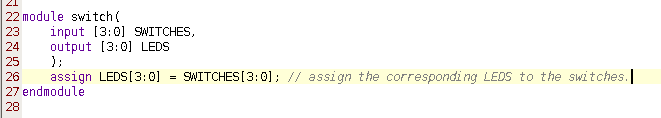 21
22 module switch(
23 input [3:0] SWITCHES,
24 output [3:0] LEDS
25 );
26 assign LEDS[3:0] = SWITCHES[3:0]; // assign the corresponding LEDS to the switches.
27 endmodule
28